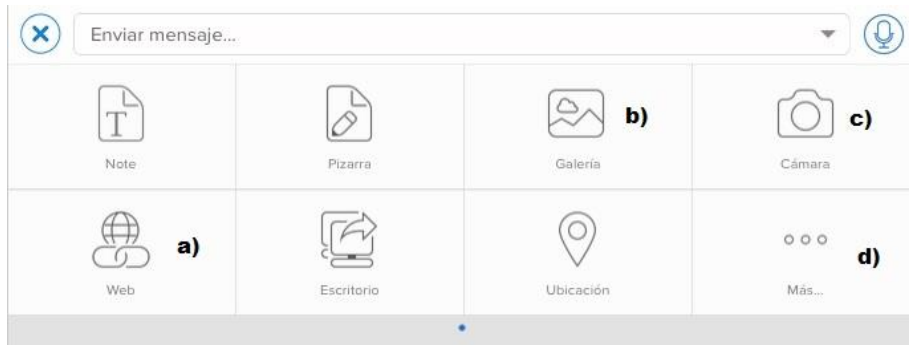 Enviar mensaje...
T
b)
c)
Note
Pizarra
Galería
Cámara
a)
d)
Web
Escritorio
Ubicación
Más...